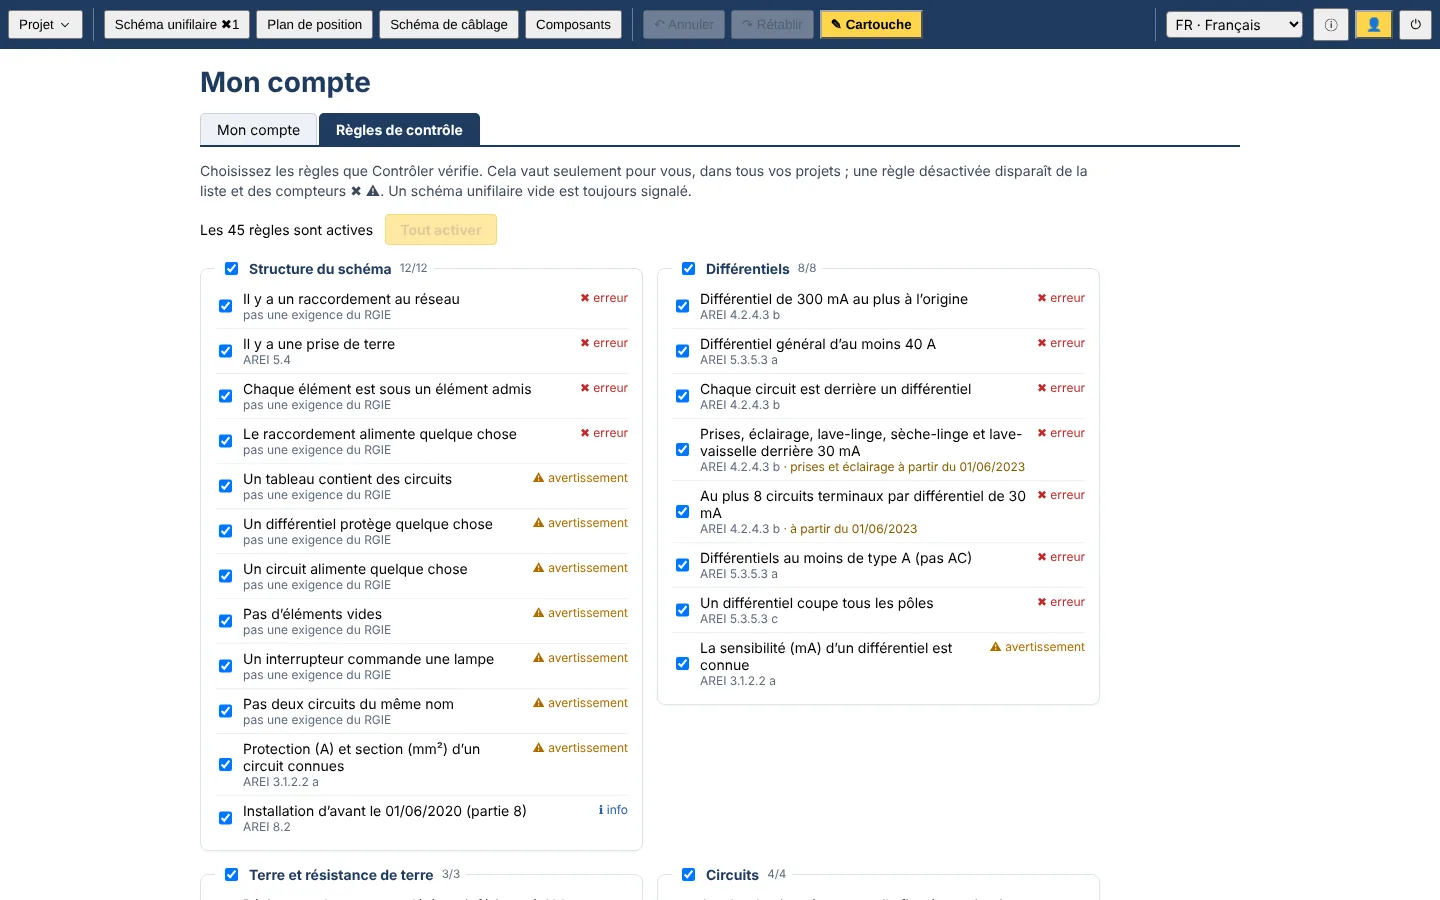 Projet
Schéma unifilaire ✖1
Plan de position
Schéma de câblage
Composants
↶ Annuler
↷ Rétablir
✎ Cartouche
FR · Français
Mon compte
Mon compte
Règles de contrôle
Choisissez les règles que Contrôler vérifie. Cela vaut seulement pour vous, dans tous vos projets ; une règle désactivée disparaît de la
liste et des compteurs ✖ ⚠. Un schéma unifilaire vide est toujours signalé.
Les 45 règles sont actives
Tout activer
Structure du schéma 12/12
Il y a un raccordement au réseau ✖ erreur
pas une exigence du RGIE
Il y a une prise de terre ✖ erreur
AREI 5.4
Chaque élément est sous un élément admis ✖ erreur
pas une exigence du RGIE
Le raccordement alimente quelque chose ✖ erreur
pas une exigence du RGIE
Un tableau contient des circuits ⚠ avertissement
pas une exigence du RGIE
Un différentiel protège quelque chose ⚠ avertissement
pas une exigence du RGIE
Un circuit alimente quelque chose ⚠ avertissement
pas une exigence du RGIE
Pas d’éléments vides ⚠ avertissement
pas une exigence du RGIE
Un interrupteur commande une lampe ⚠ avertissement
pas une exigence du RGIE
Pas deux circuits du même nom ⚠ avertissement
pas une exigence du RGIE
Protection (A) et section (mm²) d’un ⚠ avertissement
circuit connues
AREI 3.1.2.2 a
Installation d’avant le 01/06/2020 (partie 8) ℹ info
AREI 8.2
Différentiels 8/8
Différentiel de 300 mA au plus à l’origine ✖ erreur
AREI 4.2.4.3 b
Différentiel général d’au moins 40 A ✖ erreur
AREI 5.3.5.3 a
Chaque circuit est derrière un différentiel ✖ erreur
AREI 4.2.4.3 b
Prises, éclairage, lave-linge, sèche-linge et lave- ✖ erreur
vaisselle derrière 30 mA
AREI 4.2.4.3 b · prises et éclairage à partir du 01/06/2023
Au plus 8 circuits terminaux par différentiel de 30 ✖ erreur
mA
AREI 4.2.4.3 b · à partir du 01/06/2023
Différentiels au moins de type A (pas AC) ✖ erreur
AREI 5.3.5.3 a
Un différentiel coupe tous les pôles ✖ erreur
AREI 5.3.5.3 c
La sensibilité (mA) d’un différentiel est ⚠ avertissement
connue
AREI 3.1.2.2 a
Terre et résistance de terre 3/3
Circuits 4/4